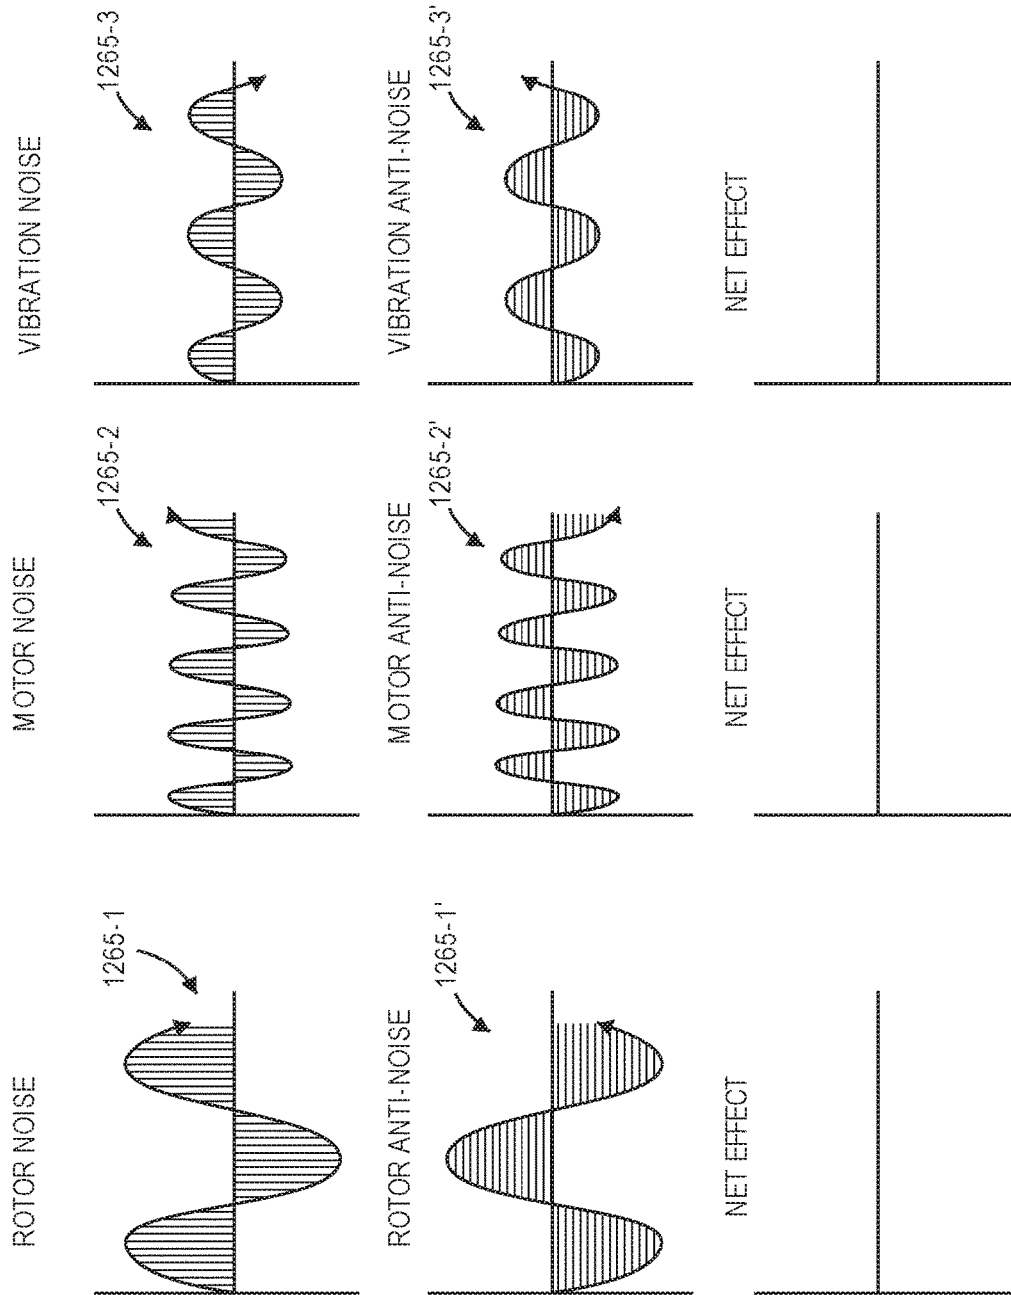 ROTOR NOISE
1265-1
ROTOR ANTI-NOISE
1265-1'
NET EFFECT
MOTOR NOISE
1265-2
MOTOR ANTI-NOISE
1265-2'
NET EFFECT
VIBRATION NOISE
1265-3
VIBRATION ANTI-NOISE
1265-3'
NET EFFECT